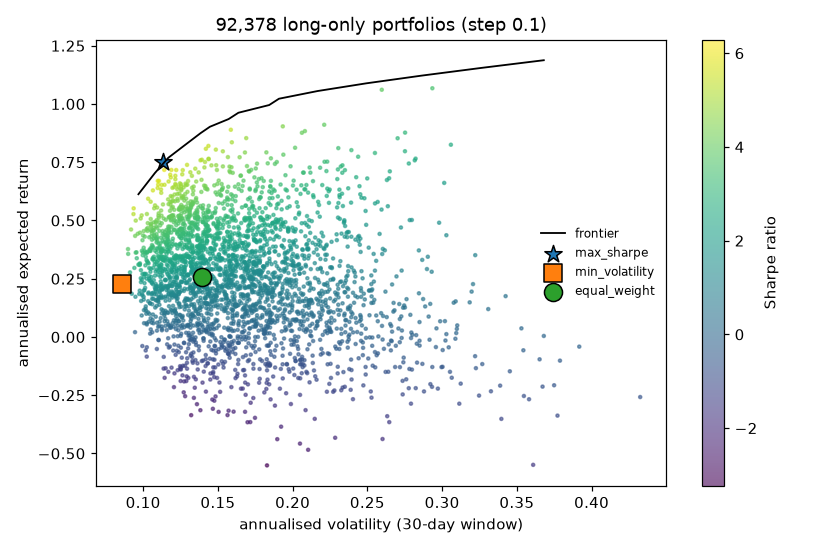 92,378 long-only portfolios (step 0.1)
1.25
1.00
0.75
0.50
0.25
0.00
−0.25
−0.50
annualised expected return
0.10
0.15
0.20
0.25
0.30
0.35
0.40
annualised volatility (30-day window)
frontier
max_sharpe
min_volatility
equal_weight
6
4
2
0
−2
Sharpe ratio